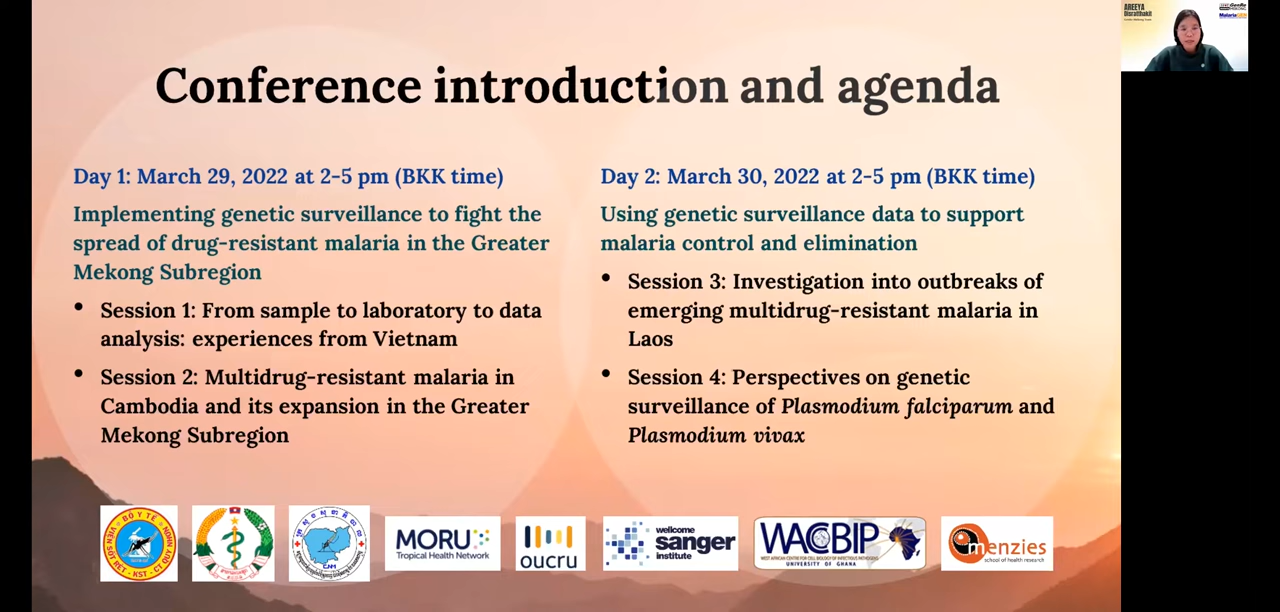 Conference introduction and agenda
Day 1: March 29, 2022 at 2-5 pm (BKK time)
Implementing genetic surveillance to fight the
spread of drug-resistant malaria in the Greater
Mekong Subregion
• Session 1: From sample to laboratory to data
analysis: experiences from Vietnam
• Session 2: Multidrug-resistant malaria in
Cambodia and its expansion in the Greater
Mekong Subregion
Day 2: March 30, 2022 at 2-5 pm (BKK time)
Using genetic surveillance data to support
malaria control and elimination
• Session 3: Investigation into outbreaks of
emerging multidrug-resistant malaria in
Laos
• Session 4: Perspectives on genetic
surveillance of Plasmodium falciparum and
Plasmodium vivax
BỘ Y TẾ
CNM
MORU
Tropical Health Network
oucru
wellcome
sanger
institute
WACCBIP
WEST AFRICAN CENTRE FOR CELL BIOLOGY OF INFECTIOUS PATHOGENS
UNIVERSITY OF GHANA
menzies
school of health research
AREEYA
Disratthakit
MalariaGEN